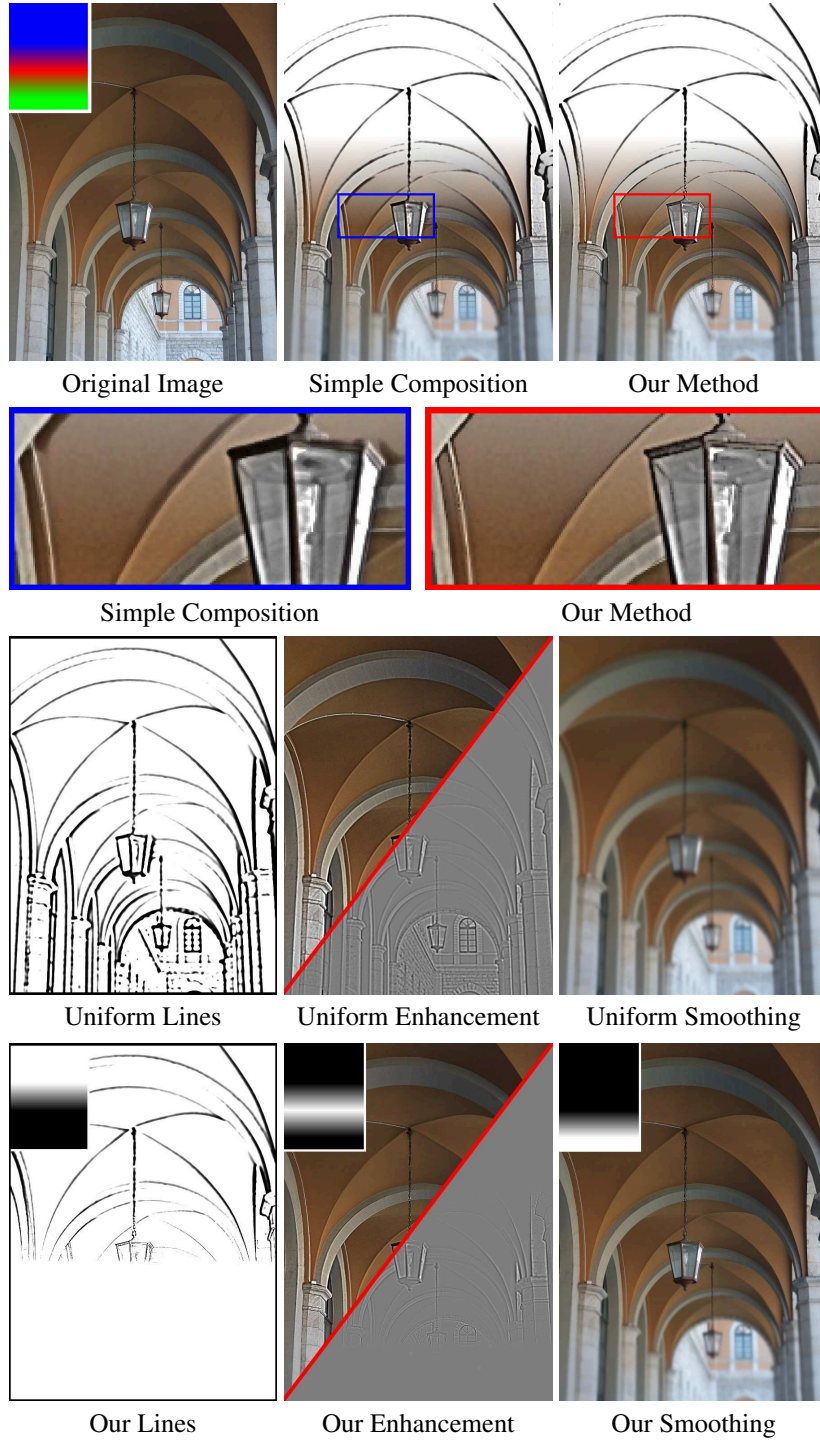 Original Image
Simple Composition
Our Method
Simple Composition
Our Method
Uniform Lines
Uniform Enhancement
Uniform Smoothing
Our Lines
Our Enhancement
Our Smoothing